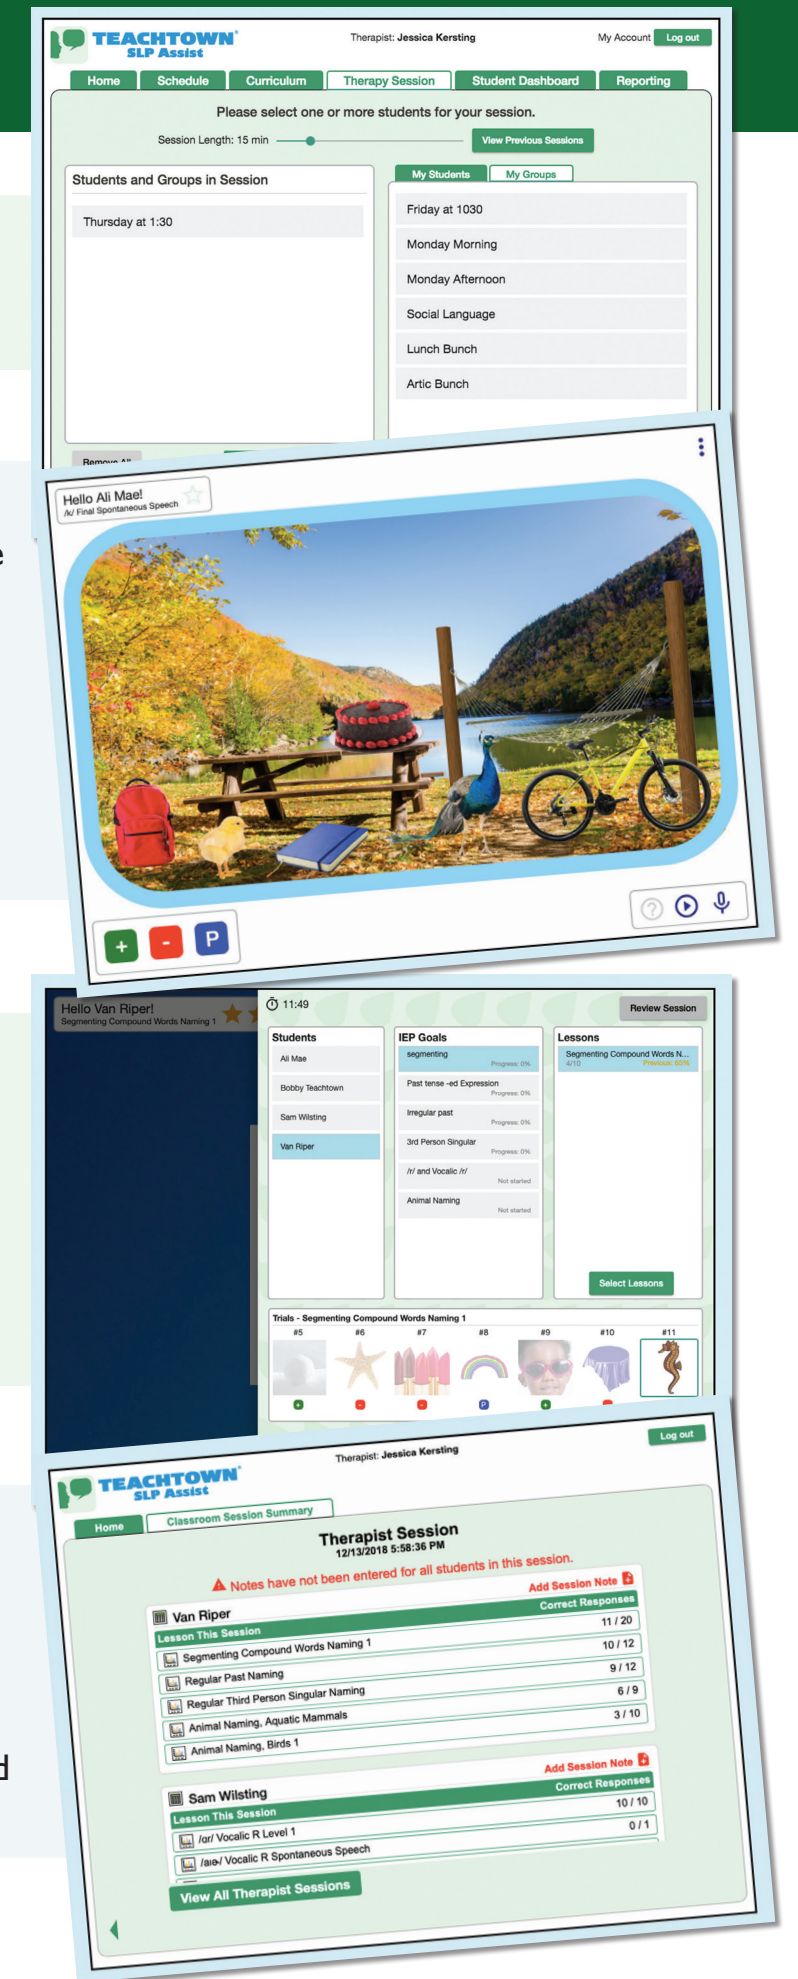 TEACHTOWN
SLP Assist
Therapist: Jessica Kersting
My Account Log out
Home Schedule Curriculum Therapy Session Student Dashboard Reporting
Please select one or more students for your session.
Session Length: 15 min View Previous Sessions
Students and Groups in Session
Thursday at 1:30
My Students My Groups
Friday at 1030
Monday Morning
Monday Afternoon
Social Language
Lunch Bunch
Artic Bunch
Remove All
Hello Ali Mae!
/k/ Final Spontaneous Speech
e
+ - P
?
Hello Van Riper!
Segmenting Compound Words Naming 1
11:49
Review Session
Students
Ali Mae
Bobby Teachtown
Sam Wilsting
Van Riper
IEP Goals
segmenting
Progress: 0%
Past tense -ed Expression
Progress: 0%
Irregular past
Progress: 0%
3rd Person Singular
Progress: 0%
/r/ and Vocalic /r/
Not started
Animal Naming
Not started
Lessons
Segmenting Compound Words N...
4/10 Previous: 65%
Select Lessons
Trials - Segmenting Compound Words Naming 1
#5 #6 #7 #8 #9 #10 #11
+ - - P + -
TEACHTOWN
SLP Assist
Therapist: Jessica Kersting
Log out
Home Classroom Session Summary
Therapist Session
12/13/2018 5:58:36 PM
Notes have not been entered for all students in this session.
Van Riper Add Session Note
Lesson This Session Correct Responses
Segmenting Compound Words Naming 1 11 / 20
Regular Past Naming 10 / 12
Regular Third Person Singular Naming 9 / 12
Animal Naming, Aquatic Mammals 6 / 9
Animal Naming, Birds 1 3 / 10
d
Sam Wilsting Add Session Note
Lesson This Session Correct Responses
/ɑr/ Vocalic R Level 1 10 / 10
/aɪɚ/ Vocalic R Spontaneous Speech 0 / 1
View All Therapist Sessions